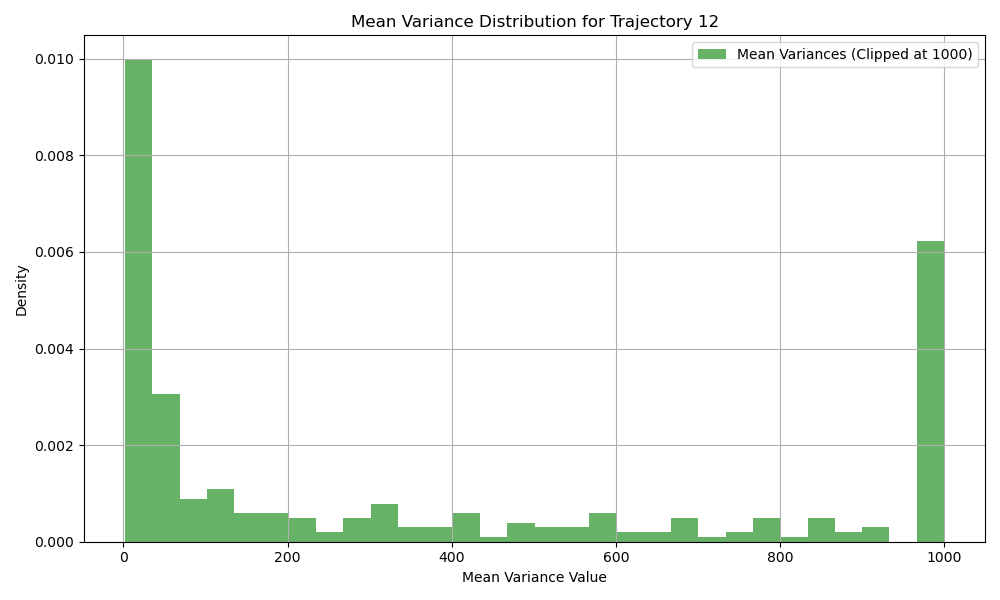 Mean Variance Distribution for Trajectory 12
Mean Variances (Clipped at 1000)
Density
0.010
0.008
0.006
0.004
0.002
0.000
0 200 400 600 800 1000
Mean Variance Value